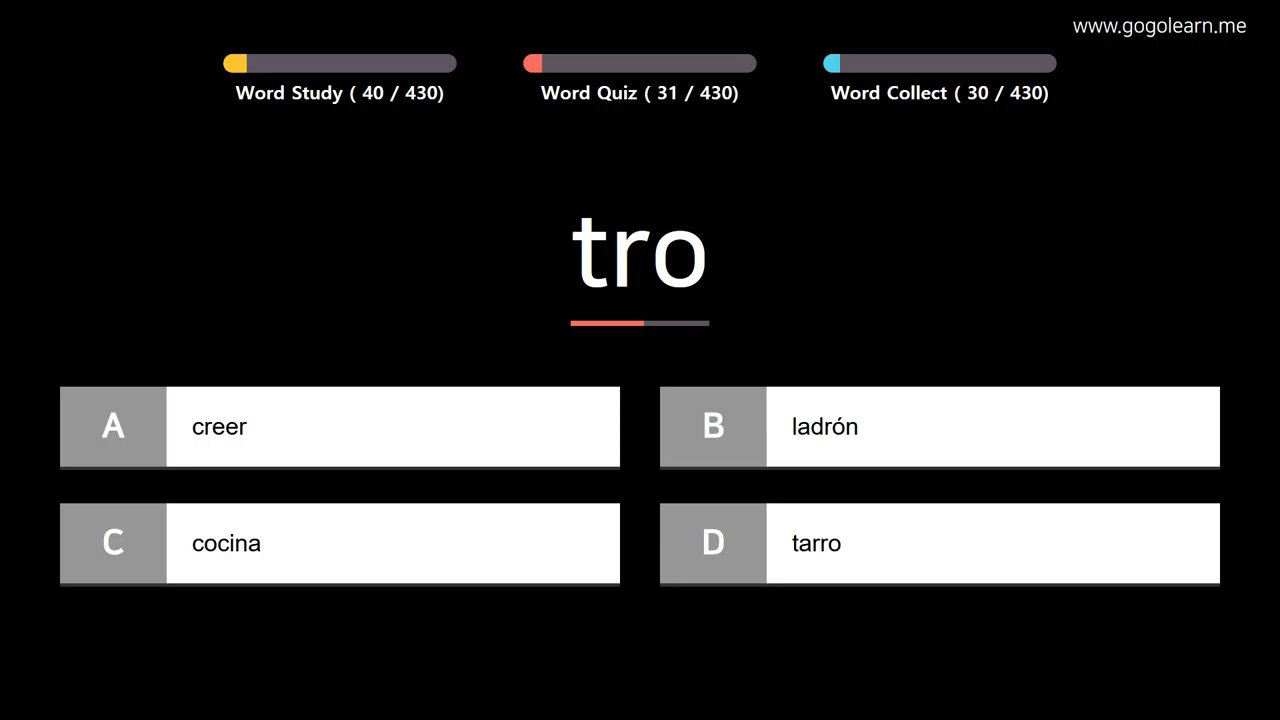 www.gogolearn.me
Word Study ( 40 / 430)
Word Quiz ( 31 / 430)
Word Collect ( 30 / 430)
tro
A creer
B ladrón
C cocina
D tarro